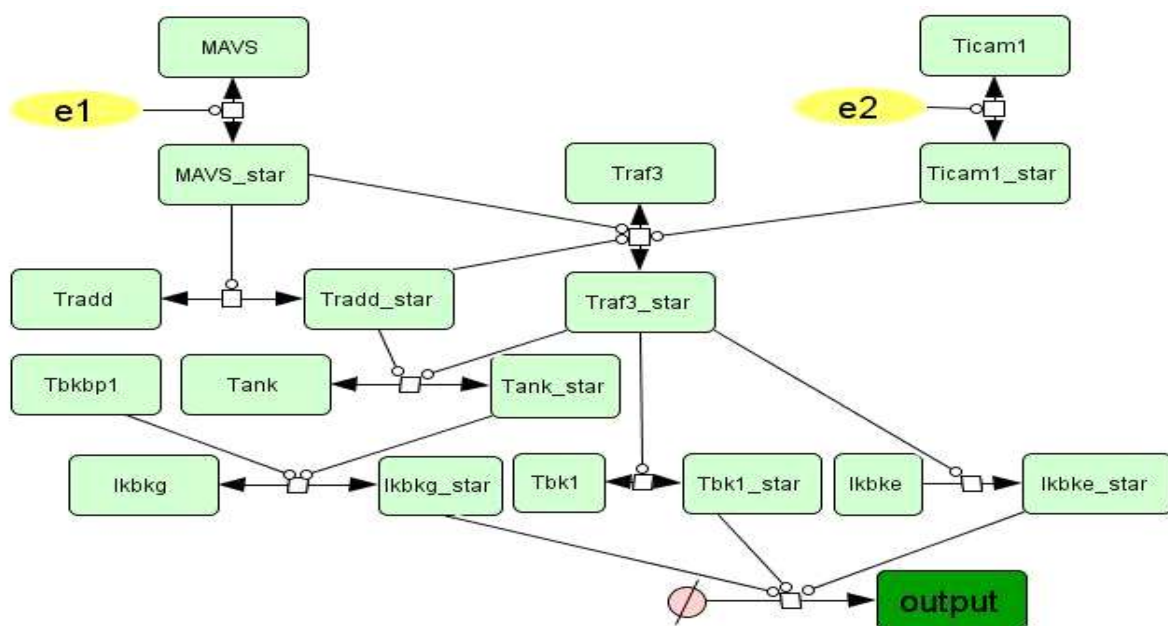 MAVS
Ticam1
e1
e2
MAVS_star
Traf3
Ticam1_star
Tradd
Tradd_star
Traf3_star
Tbkbp1
Tank
Tank_star
Ikbkg
Ikbkg_star
Tbk1
Tbk1_star
Ikbke
Ikbke_star
output